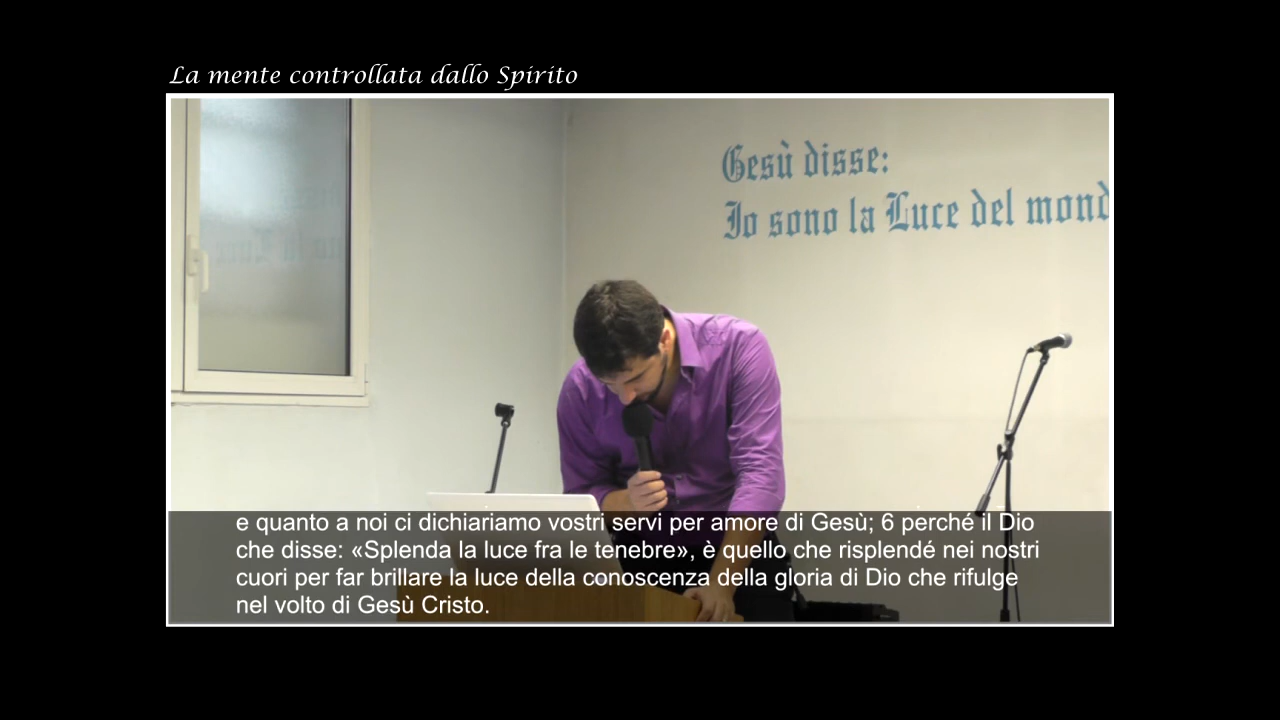 La mente controllata dallo Spirito
Gesù disse:
Io sono la Luce del mond
e quanto a noi ci dichiariamo vostri servi per amore di Gesù; 6 perché il Dio
che disse: «Splenda la luce fra le tenebre», è quello che risplendé nei nostri
cuori per far brillare la luce della conoscenza della gloria di Dio che rifulge
nel volto di Gesù Cristo.